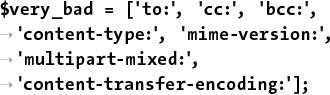 $very_bad = ['to:', 'cc:', 'bcc:',
→ 'content-type:', 'mime-version:',
→ 'multipart-mixed:',
→ 'content-transfer-encoding:'];